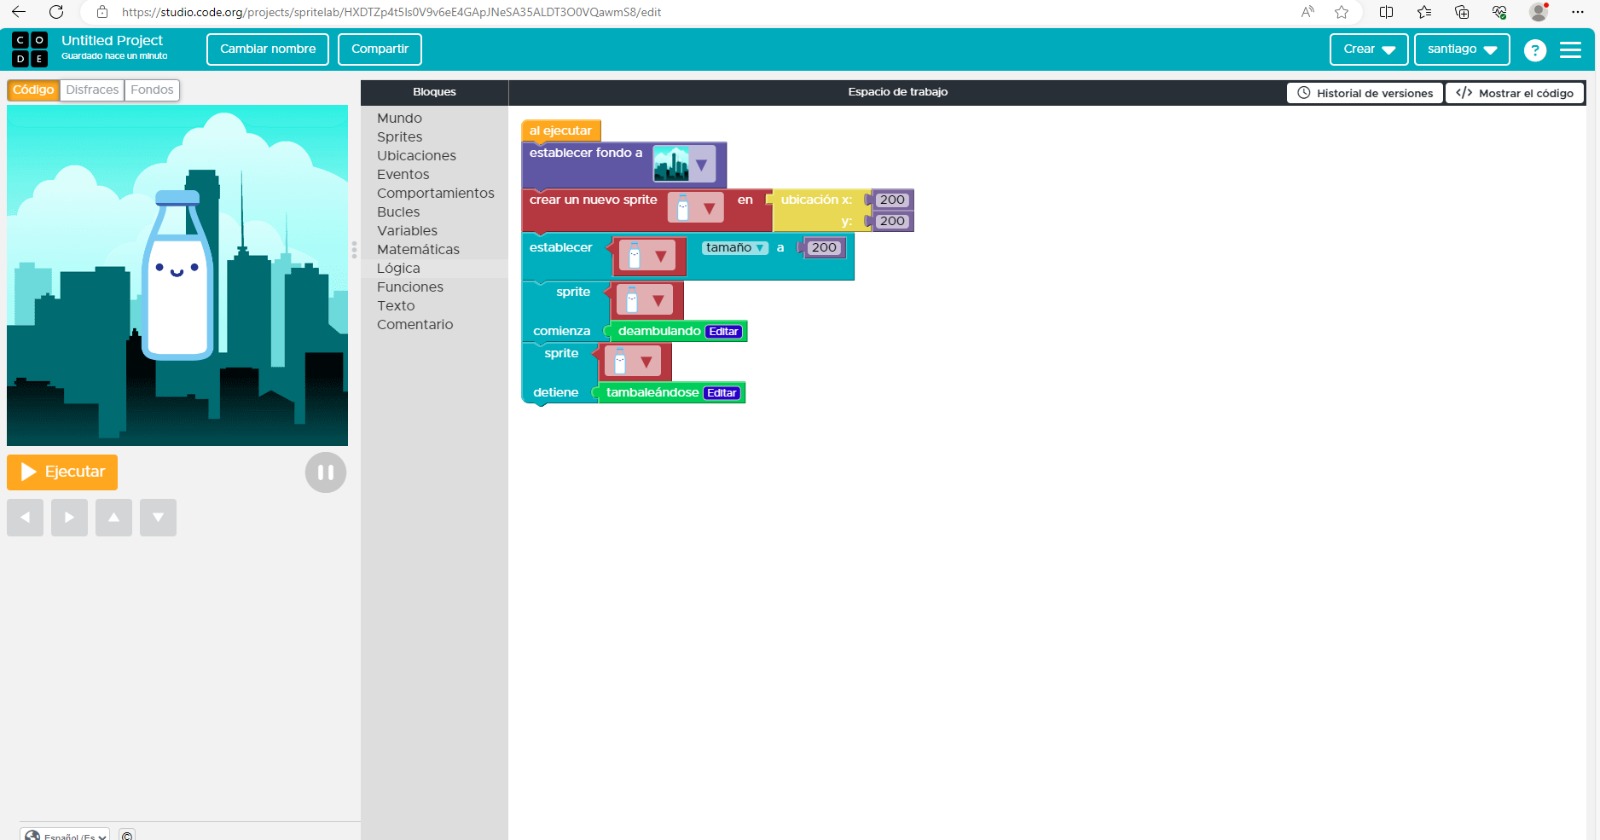 https://studio.code.org/projects/spritelab/HXDTZp4t5Is0V9v6eE4GApJNeSA35ALDT3O0VQawmS8/edit
CODE
Untitled Project
Guardado hace un minuto
Cambiar nombre
Compartir
Crear
santiago
?
Código
Disfraces
Fondos
Bloques
Espacio de trabajo
Historial de versiones
</> Mostrar el código
Mundo
Sprites
Ubicaciones
Eventos
Comportamientos
Bucles
Variables
Matemáticas
Lógica
Funciones
Texto
Comentario
al ejecutar
establecer fondo a
crear un nuevo sprite en ubicación x: 200
y: 200
establecer tamaño a 200
sprite
comienza deambulando Editar
sprite
detiene tambaleándose Editar
Ejecutar
Español (Es
©